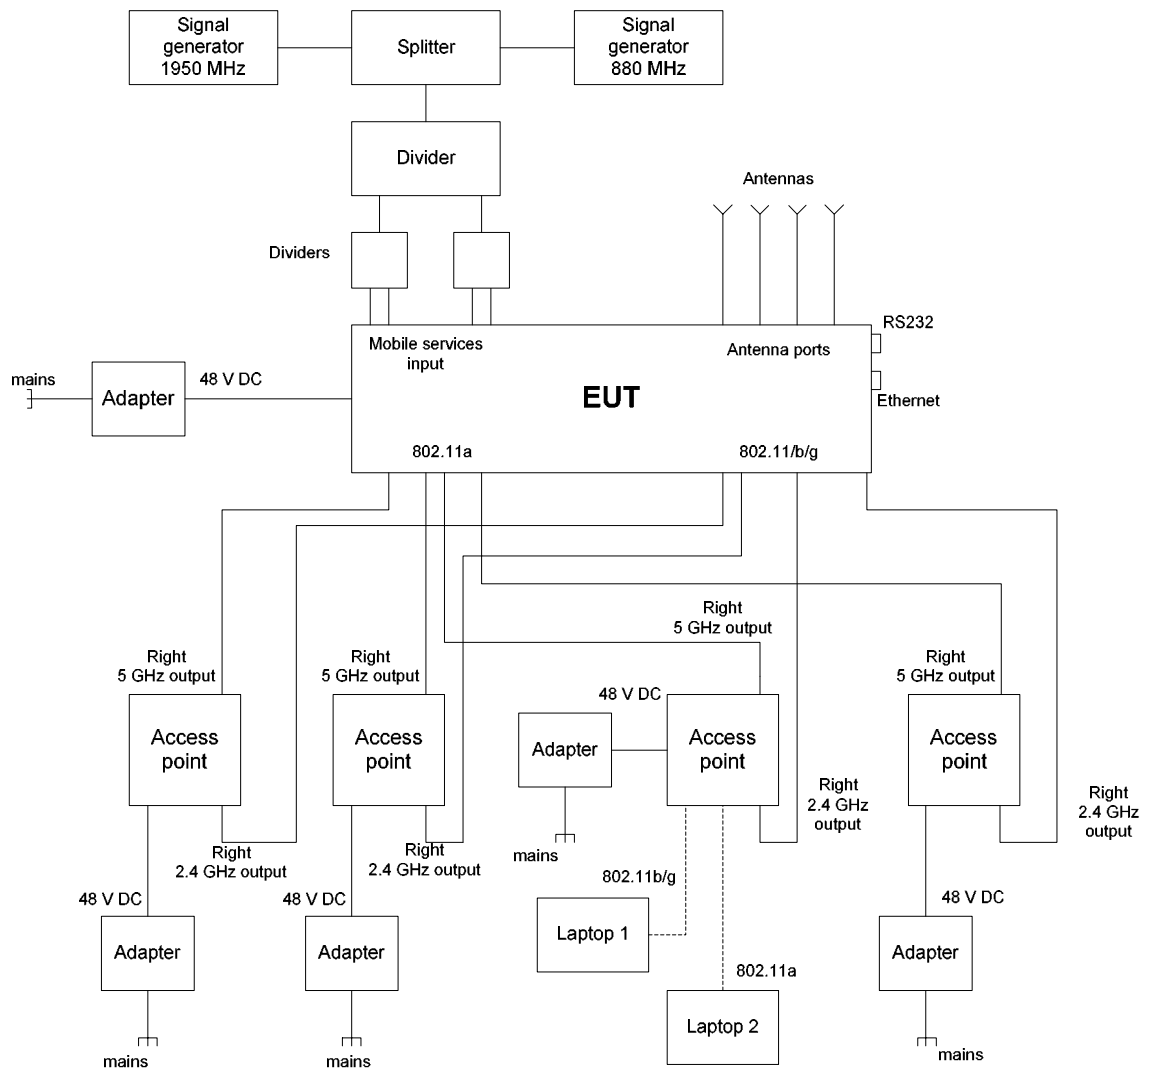 Signal
generator
1950 MHz
Splitter
Signal
generator
880 MHz
Divider
Antennas
Dividers
RS232
Mobile services
input
Antenna ports
mains
Adapter
48 V DC
EUT
Ethernet
802.11a
802.11/b/g
Right
5 GHz output
Right
5 GHz output
Right
5 GHz output
Right
5 GHz output
48 V DC
Access
point
Access
point
Adapter
Access
point
Access
point
Right
2.4 GHz
output
Right
2.4 GHz
output
Right
2.4 GHz output
Right
2.4 GHz output
mains
802.11b/g
48 V DC
48 V DC
48 V DC
Laptop 1
Adapter
Adapter
Adapter
802.11a
Laptop 2
mains
mains
mains